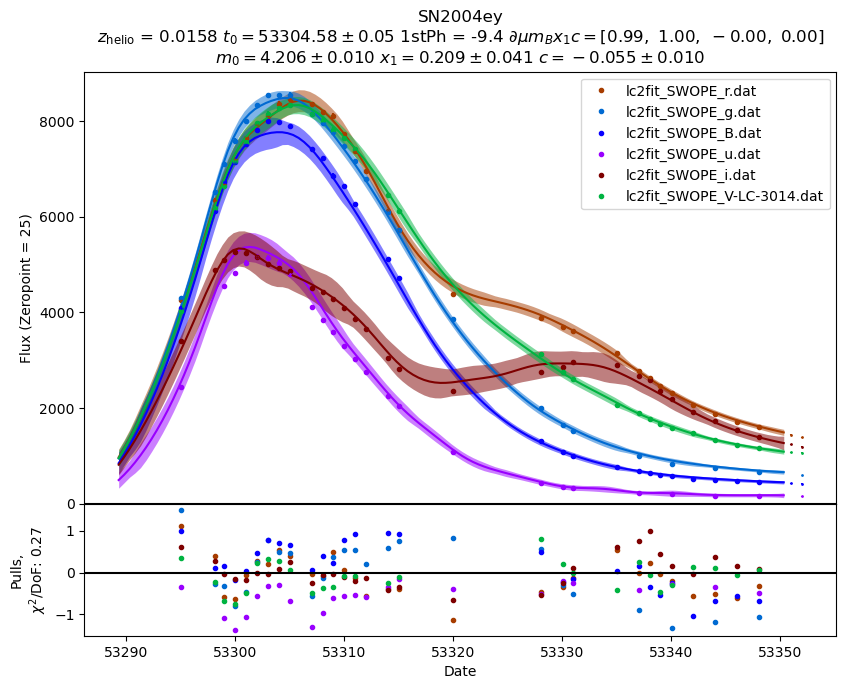 SN2004ey
z_helio = 0.0158 t_0 = 53304.58 ± 0.05 1stPh = -9.4 ∂μm_Bx_1c = [0.99, 1.00, −0.00, 0.00]
m_0 = 4.206 ± 0.010 x_1 = 0.209 ± 0.041 c = −0.055 ± 0.010
lc2fit_SWOPE_r.dat
lc2fit_SWOPE_g.dat
lc2fit_SWOPE_B.dat
lc2fit_SWOPE_u.dat
lc2fit_SWOPE_i.dat
lc2fit_SWOPE_V-LC-3014.dat
Flux (Zeropoint = 25)
8000
6000
4000
2000
0
Pulls,
χ²/DoF: 0.27
1
0
−1
53290 53300 53310 53320 53330 53340 53350
Date